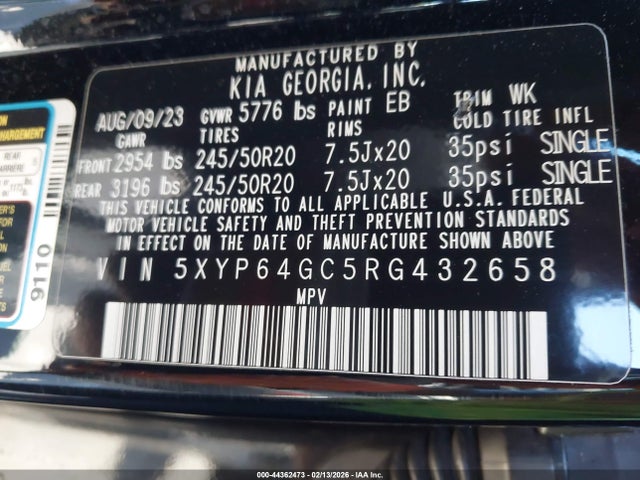 MANUFACTURED BY
KIA GEORGIA, INC.
AUG/09/23 GVWR 5776 lbs PAINT EB TRIM WK
GAWR TIRES RIMS COLD TIRE INFL
FRONT 2954 lbs 245/50R20 7.5Jx20 35psi SINGLE
REAR 3196 lbs 245/50R20 7.5Jx20 35psi SINGLE
THIS VEHICLE CONFORMS TO ALL APPLICABLE U.S.A. FEDERAL
MOTOR VEHICLE SAFETY AND THEFT PREVENTION STANDARDS
IN EFFECT ON THE DATE OF MANUFACTURE SHOWN ABOVE
VIN 5XYP64GC5RG432658
MPV
REAR
9110
000-44362473 - 02/13/2026 - IAA Inc.